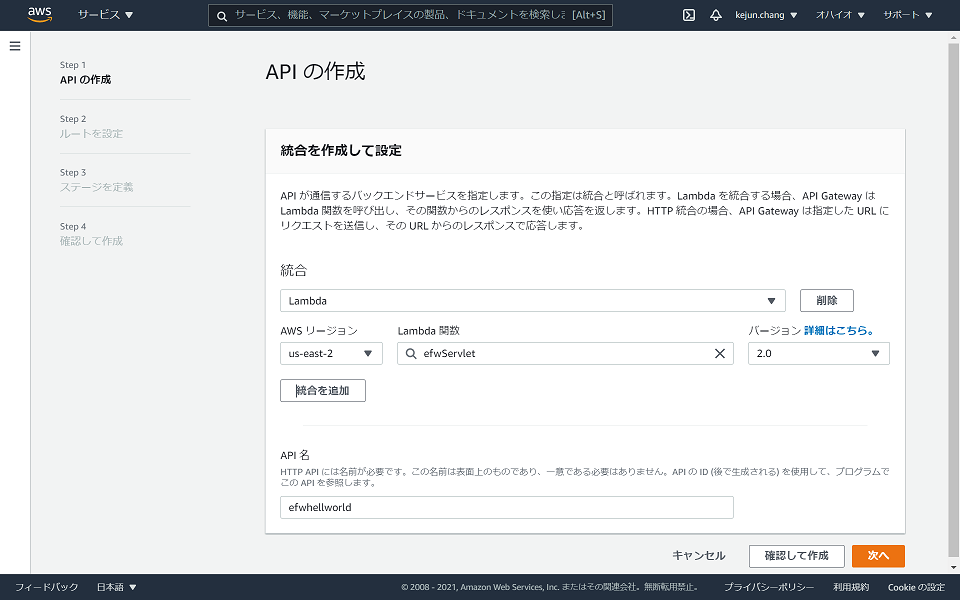 aws サービス サービス、機能、マーケットプレイスの製品、ドキュメントを検索しま [Alt+S] kejun.chang オハイオ サポート
Step 1
API の作成
Step 2
ルートを設定
Step 3
ステージを定義
Step 4
確認して作成
API の作成
統合を作成して設定
API が通信するバックエンドサービスを指定します。この指定は統合と呼ばれます。Lambda を統合する場合、API Gateway は
Lambda 関数を呼び出し、その関数からのレスポンスを使い応答を返します。HTTP 統合の場合、API Gateway は指定した URL に
リクエストを送信し、その URL からのレスポンスで応答します。
統合
Lambda 削除
AWS リージョン Lambda 関数 バージョン 詳細はこちら。
us-east-2 efwServlet 2.0
統合を追加
API 名
HTTP API には名前が必要です。この名前は表面上のものであり、一意である必要はありません。API の ID (後で生成される) を使用して、プログラムで
この API を参照します。
efwhellworld
キャンセル 確認して作成 次へ
フィードバック 日本語 © 2008 - 2021, Amazon Web Services, Inc. またはその関連会社。無断転用禁止。 プライバシーポリシー 利用規約 Cookie の設定